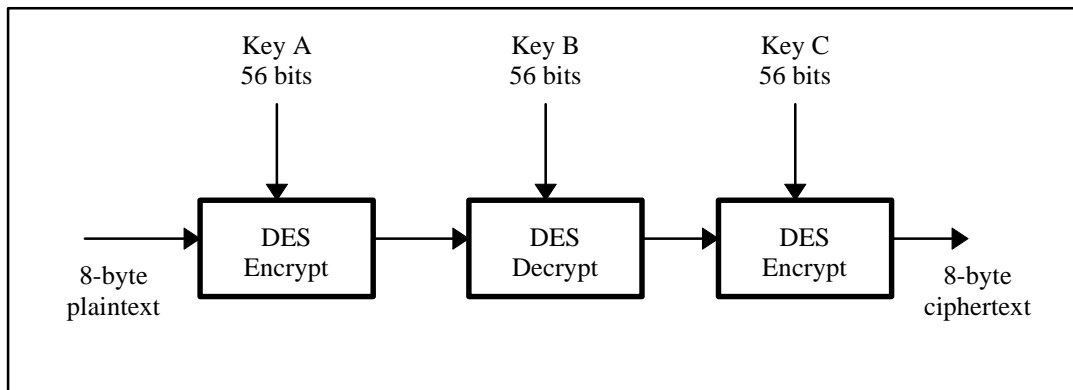 Key A
56 bits
Key B
56 bits
Key C
56 bits
DES
Encrypt
DES
Decrypt
DES
Encrypt
8-byte
plaintext
8-byte
ciphertext